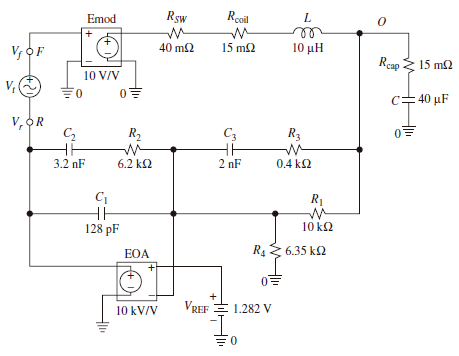 Emod
R_SW
R_coil
L
O
+
+
−
V_f F
40 mΩ
15 mΩ
10 μH
R_cap
15 mΩ
10 V/V
V_t
0
0
C
40 μF
V_r R
0
C_2
R_2
C_3
R_3
3.2 nF
6.2 kΩ
2 nF
0.4 kΩ
C_1
R_1
128 pF
10 kΩ
R_4
6.35 kΩ
EOA
+
+
−
0
10 kV/V
V_REF
+
−
1.282 V
0